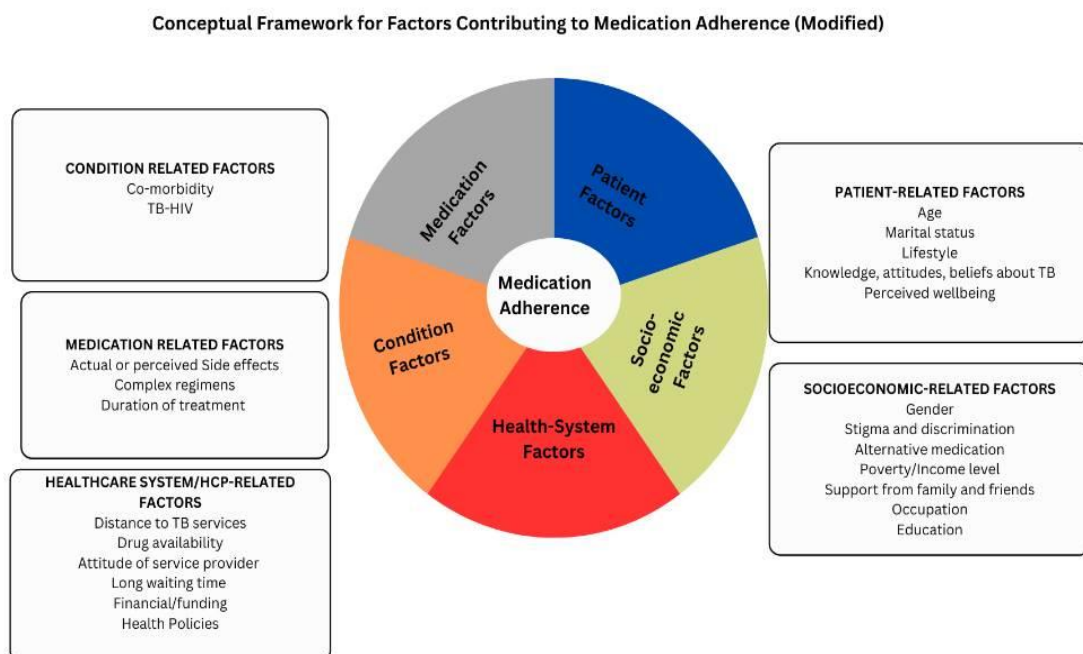 Conceptual Framework for Factors Contributing to Medication Adherence (Modified)
CONDITION RELATED FACTORS
Co-morbidity
TB-HIV
MEDICATION RELATED FACTORS
Actual or perceived Side effects
Complex regimens
Duration of treatment
HEALTHCARE SYSTEM/HCP-RELATED
FACTORS
Distance to TB services
Drug availability
Attitude of service provider
Long waiting time
Financial/funding
Health Policies
Medication
Factors
Patient
Factors
Condition
Factors
Medication
Adherence
Socio-
economic
Factors
Health-System
Factors
PATIENT-RELATED FACTORS
Age
Marital status
Lifestyle
Knowledge, attitudes, beliefs about TB
Perceived wellbeing
SOCIOECONOMIC-RELATED FACTORS
Gender
Stigma and discrimination
Alternative medication
Poverty/Income level
Support from family and friends
Occupation
Education